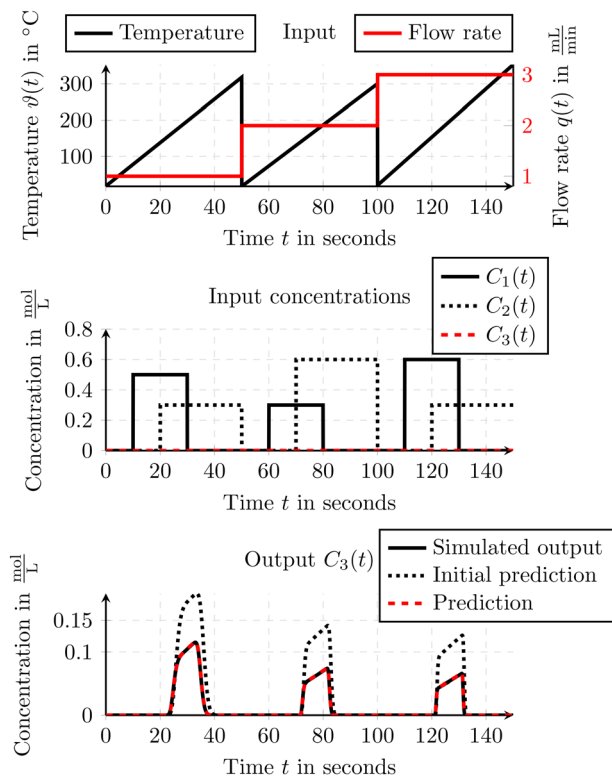 Temperature Input Flow rate
Temperature ϑ(t) in °C
300
200
100
3
2
1
Flow rate q(t) in mL/min
0 20 40 60 80 100 120 140
Time t in seconds
Input concentrations
C₁(t)
C₂(t)
C₃(t)
Concentration in mol/L
0.8
0.6
0.4
0.2
0
0 20 40 60 80 100 120 140
Time t in seconds
Output C₃(t)
Simulated output
Initial prediction
Prediction
Concentration in mol/L
0.15
0.1
0
0 20 40 60 80 100 120 140
Time t in seconds